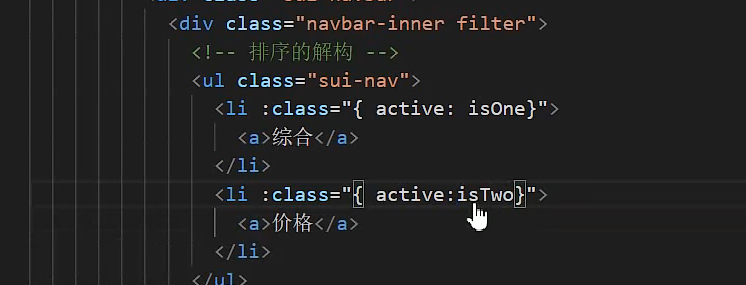 <div class="navbar-inner filter">
<!-- 排序的解构 -->
<ul class="sui-nav">
<li :class="{ active: isOne}">
<a>综合</a>
</li>
<li :class="{ active:isTwo}">
<a>价格</a>
</li>
</ul>